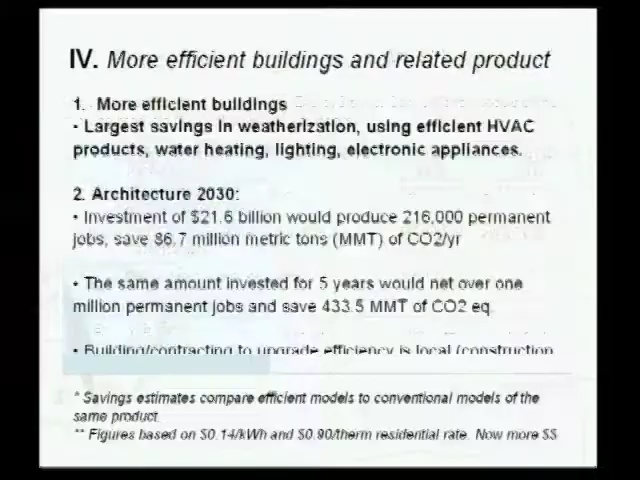 IV. More efficient buildings and related product
1. More efficient buildings
• Largest savings in weatherization, using efficient HVAC
products, water heating, lighting, electronic appliances.
2. Architecture 2030:
• Investment of $21.6 billion would produce 216,000 permanent
jobs, save 86.7 million metric tons (MMT) of CO2/yr
• The same amount invested for 5 years would net over one
million permanent jobs and save 433.5 MMT of CO2 eq.
• Building/contracting to upgrade efficiency is local (construction
* Savings estimates compare efficient models to conventional models of the
same product.
** Figures based on $0.14/kWh and $0.90/therm residential rate. Now more $$